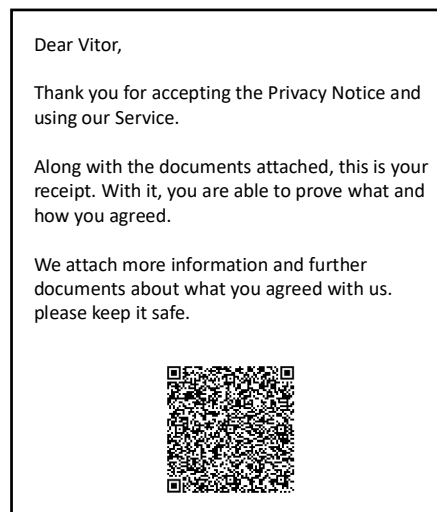 Dear Vitor,
Thank you for accepting the Privacy Notice and
using our Service.
Along with the documents attached, this is your
receipt. With it, you are able to prove what and
how you agreed.
We attach more information and further
documents about what you agreed with us.
please keep it safe.